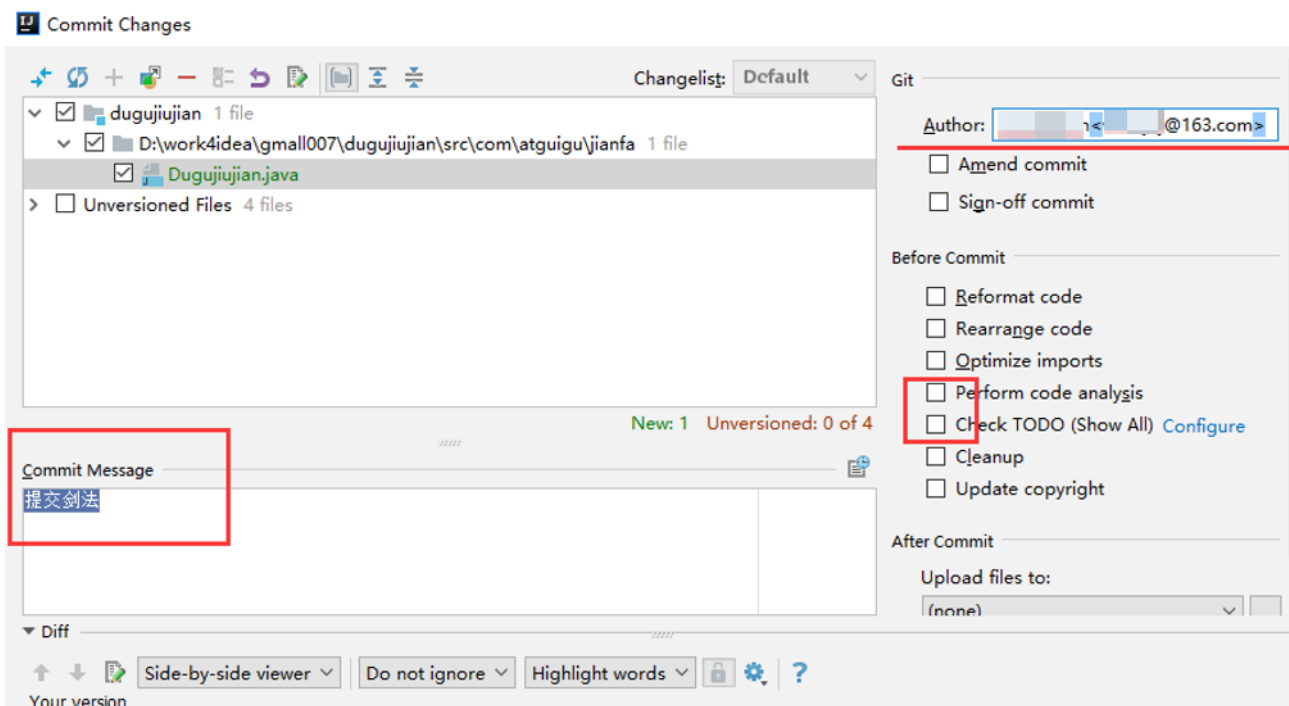 Commit Changes
Changelist: Default
dugujiujian 1 file
D:\work4idea\gmall007\dugujiujian\src\com\atguigu\jianfa 1 file
Dugujiujian.java
Unversioned Files 4 files
New: 1 Unversioned: 0 of 4
Commit Message
提交剑法
Git
Author: @163.com>
Amend commit
Sign-off commit
Before Commit
Reformat code
Rearrange code
Optimize imports
Perform code analysis
Check TODO (Show All) Configure
Cleanup
Update copyright
After Commit
Upload files to:
(none)
Diff
Side-by-side viewer Do not ignore Highlight words ?
Your version